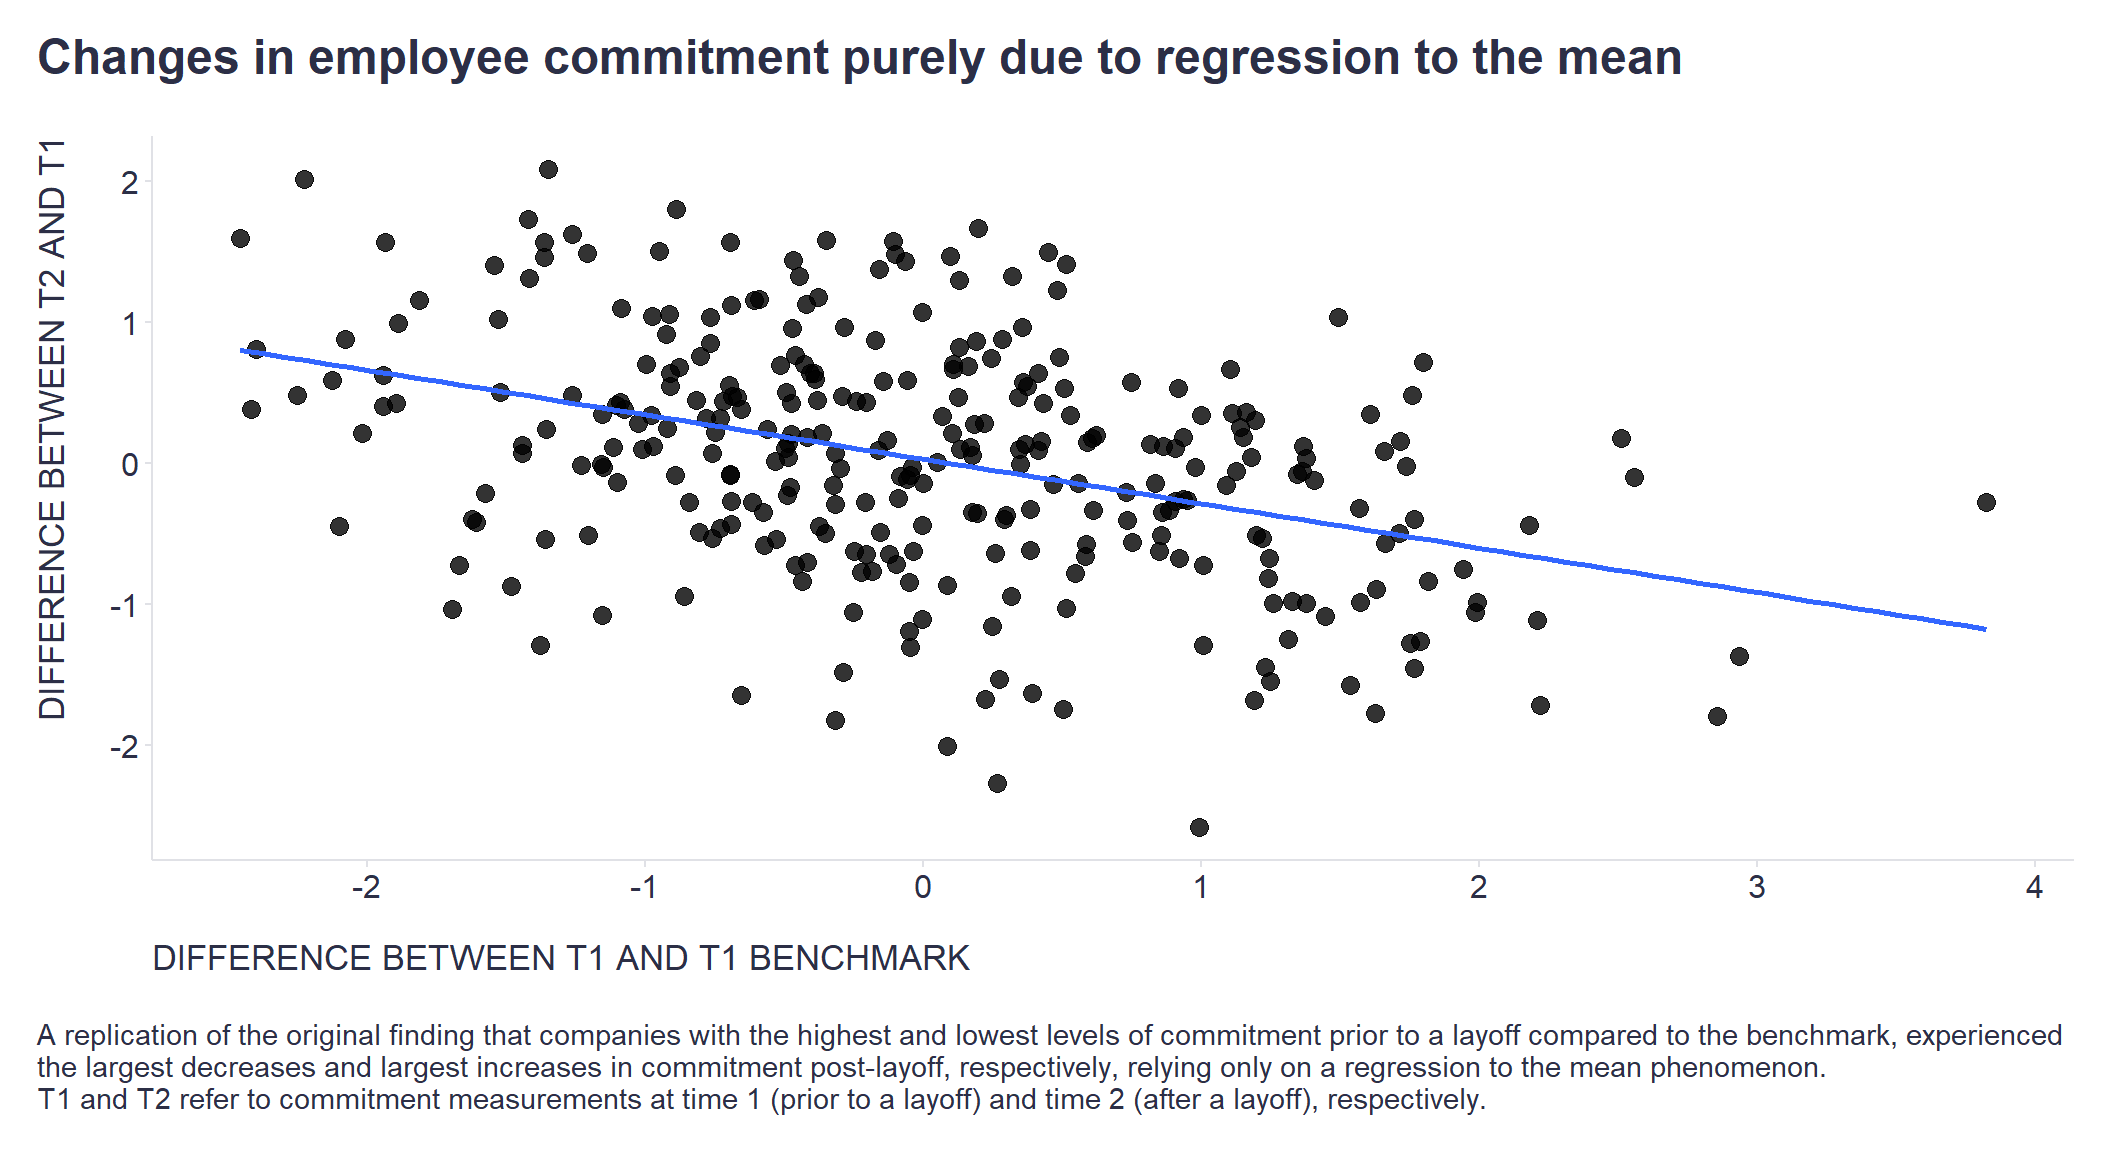 Changes in employee commitment purely due to regression to the mean
DIFFERENCE BETWEEN T2 AND T1
2
1
0
-1
-2
-2
-1
0
1
2
3
4
DIFFERENCE BETWEEN T1 AND T1 BENCHMARK
A replication of the original finding that companies with the highest and lowest levels of commitment prior to a layoff compared to the benchmark, experienced
the largest decreases and largest increases in commitment post-layoff, respectively, relying only on a regression to the mean phenomenon.
T1 and T2 refer to commitment measurements at time 1 (prior to a layoff) and time 2 (after a layoff), respectively.